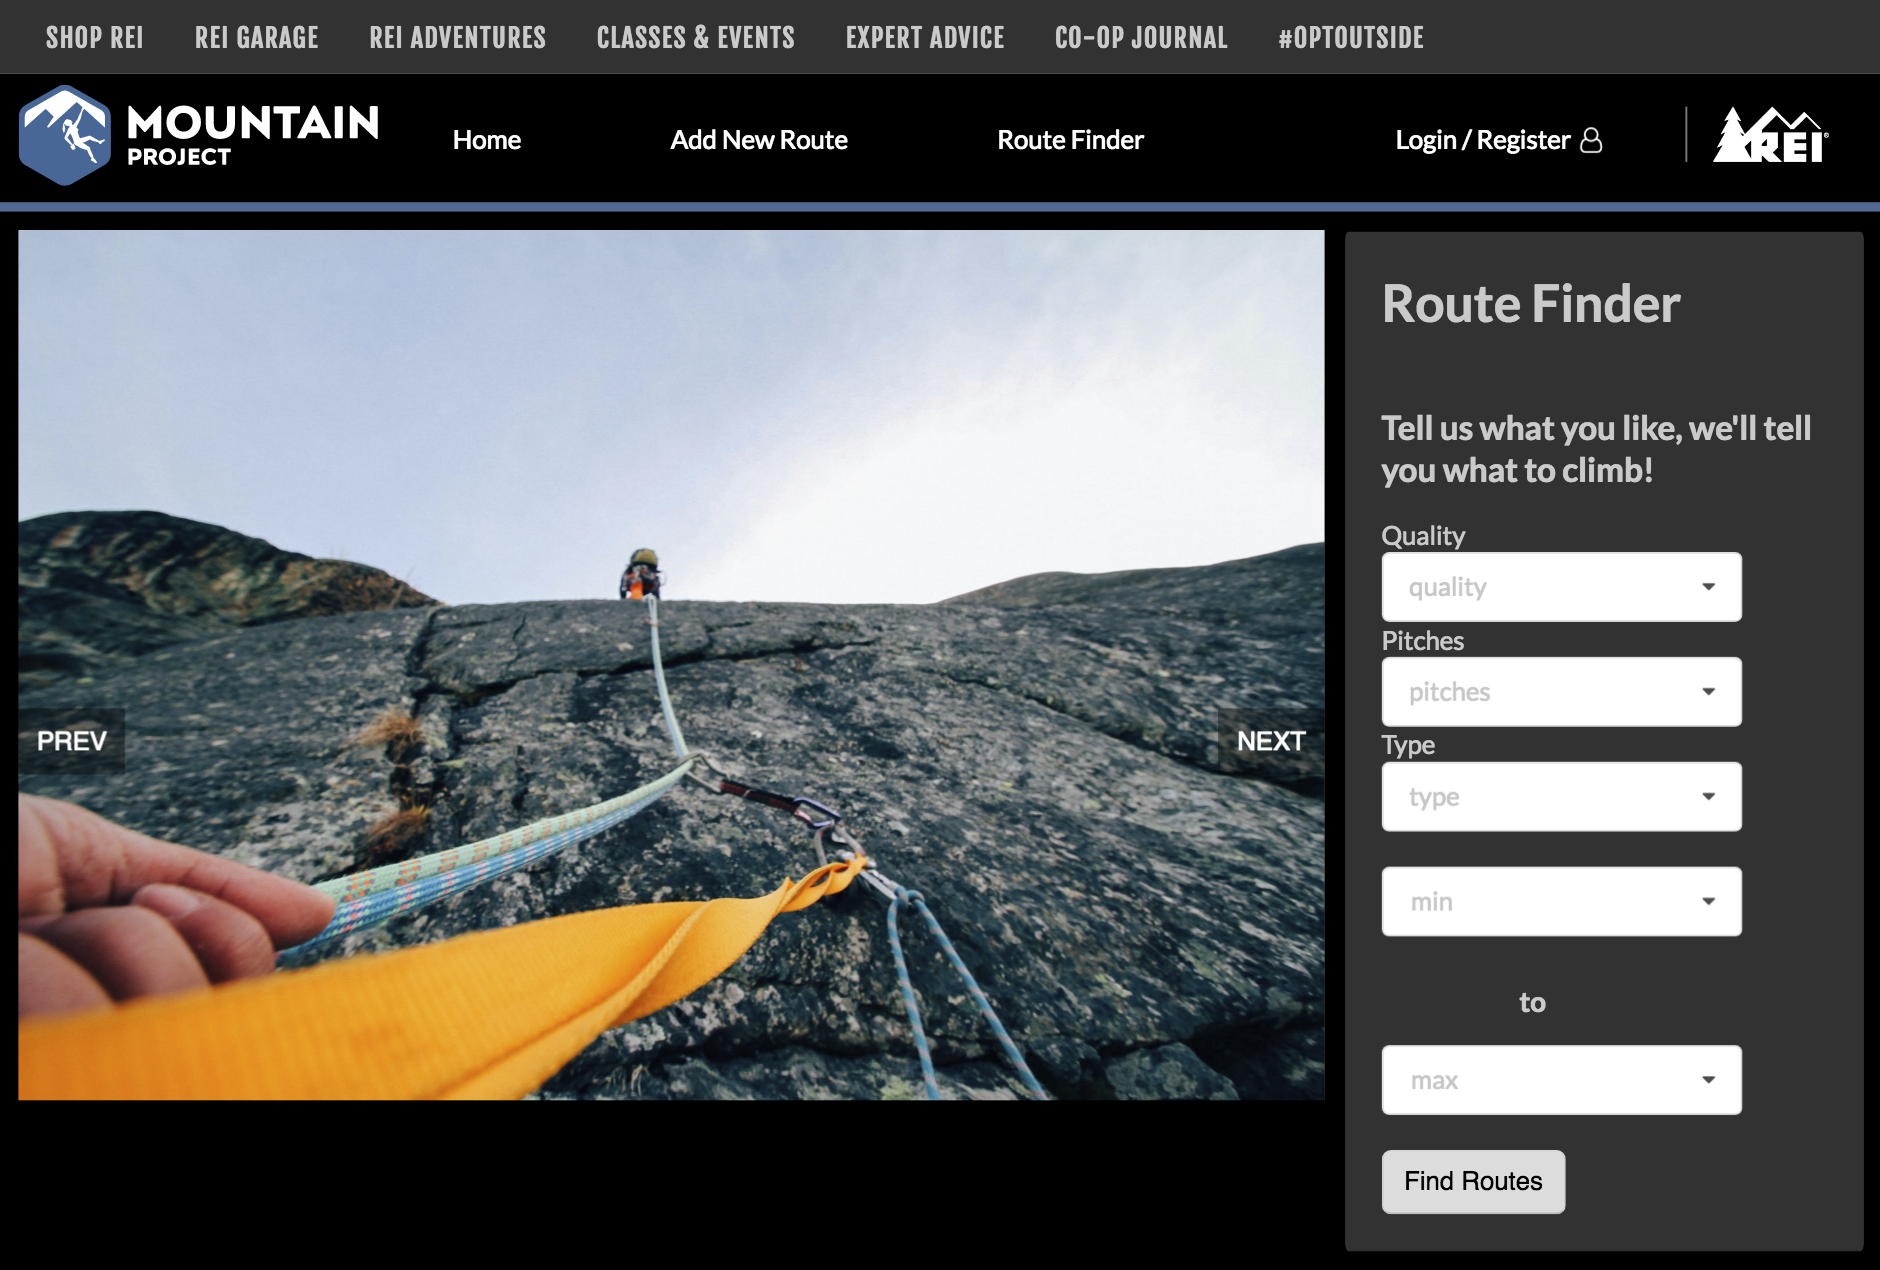 SHOP REI REI GARAGE REI ADVENTURES CLASSES & EVENTS EXPERT ADVICE CO-OP JOURNAL #OPTOUTSIDE
MOUNTAIN
PROJECT
Home Add New Route Route Finder Login / Register
REI®
PREV
NEXT
Route Finder
Tell us what you like, we'll tell
you what to climb!
Quality
quality
Pitches
pitches
Type
type
min
to
max
Find Routes